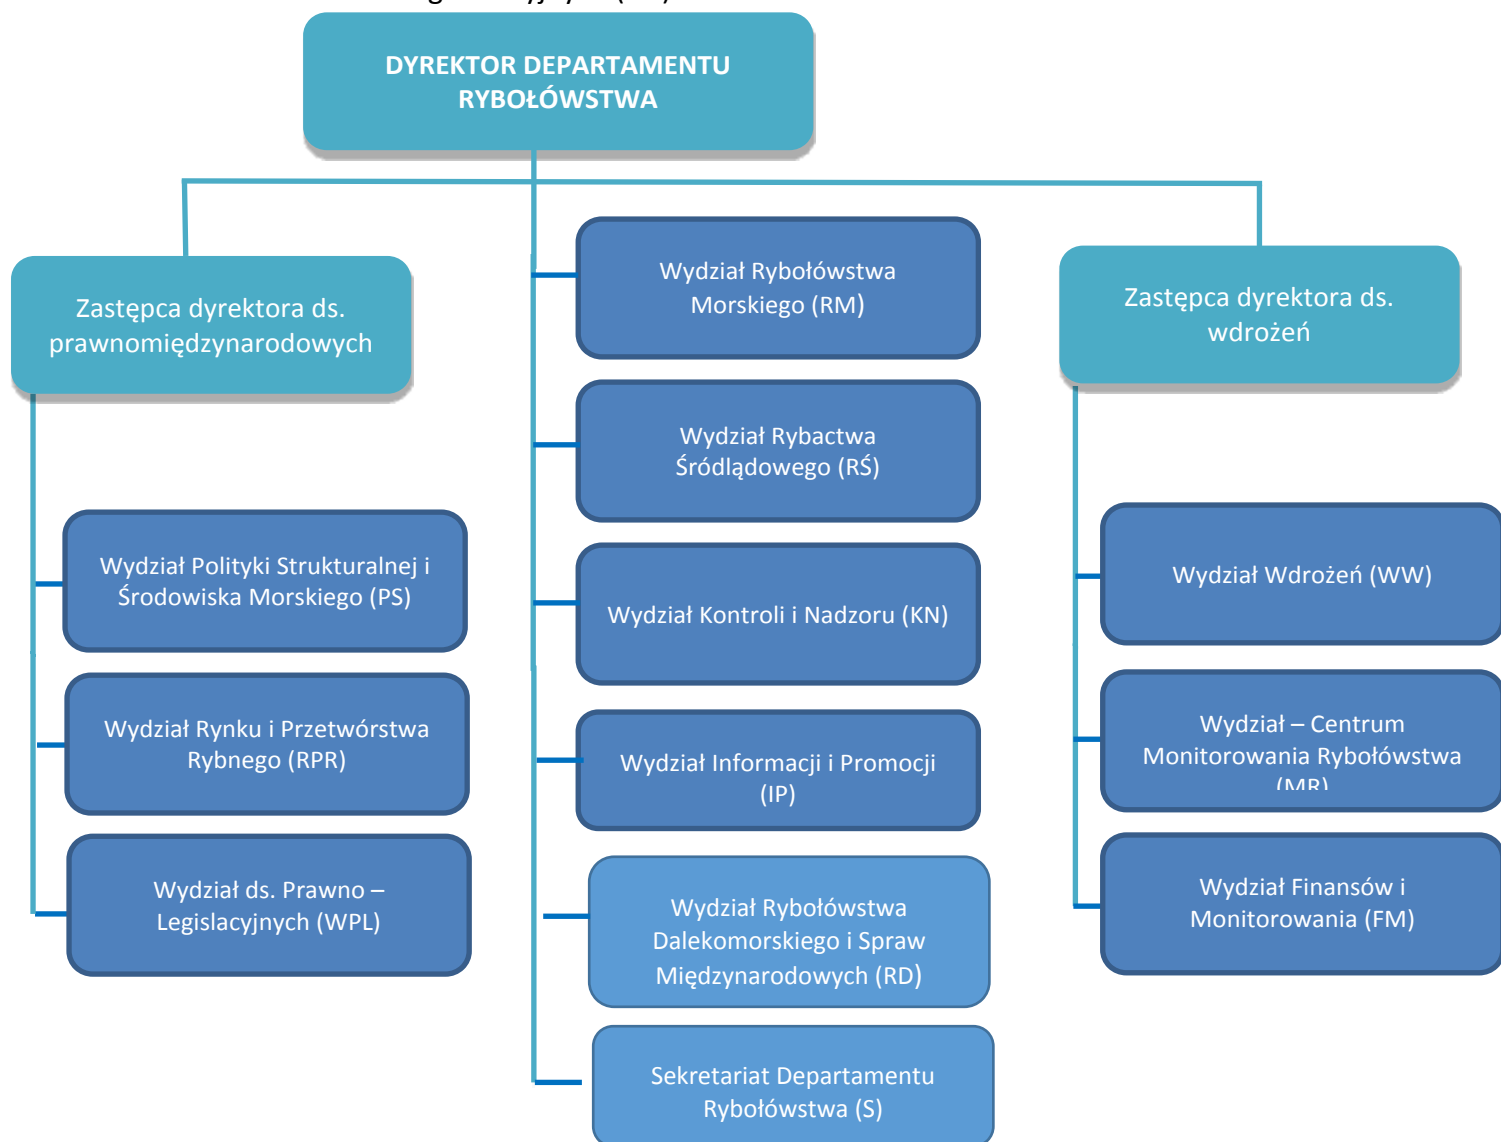 DYREKTOR DEPARTAMENTU
RYBOŁÓWSTWA
Zastępca dyrektora ds.
prawnomiędzynarodowych
Wydział Polityki Strukturalnej i
Środowiska Morskiego (PS)
Wydział Rynku i Przetwórstwa
Rybnego (RPR)
Wydział ds. Prawno –
Legislacyjnych (WPL)
Wydział Rybołówstwa
Morskiego (RM)
Wydział Rybactwa
Śródlądowego (RŚ)
Wydział Kontroli i Nadzoru (KN)
Wydział Informacji i Promocji
(IP)
Wydział Rybołówstwa
Dalekomorskiego i Spraw
Międzynarodowych (RD)
Sekretariat Departamentu
Rybołówstwa (S)
Zastępca dyrektora ds.
wdrożeń
Wydział Wdrożeń (WW)
Wydział – Centrum
Monitorowania Rybołówstwa
(MR)
Wydział Finansów i
Monitorowania (FM)